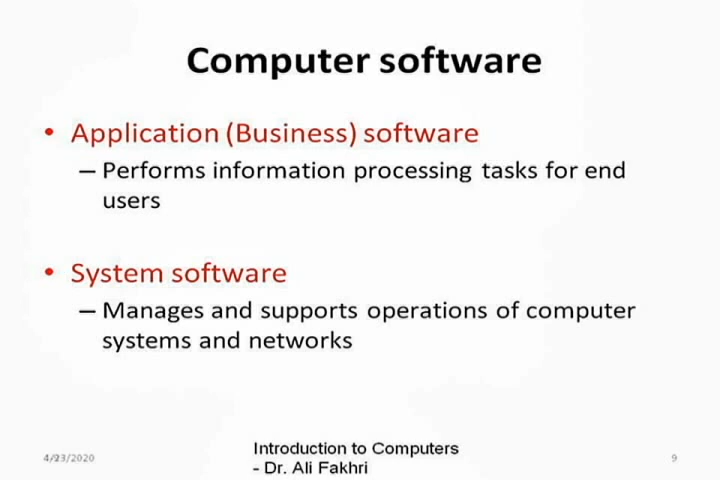 Computer software
• Application (Business) software
– Performs information processing tasks for end
users
• System software
– Manages and supports operations of computer
systems and networks
4/23/2020
Introduction to Computers
- Dr. Ali Fakhri
9